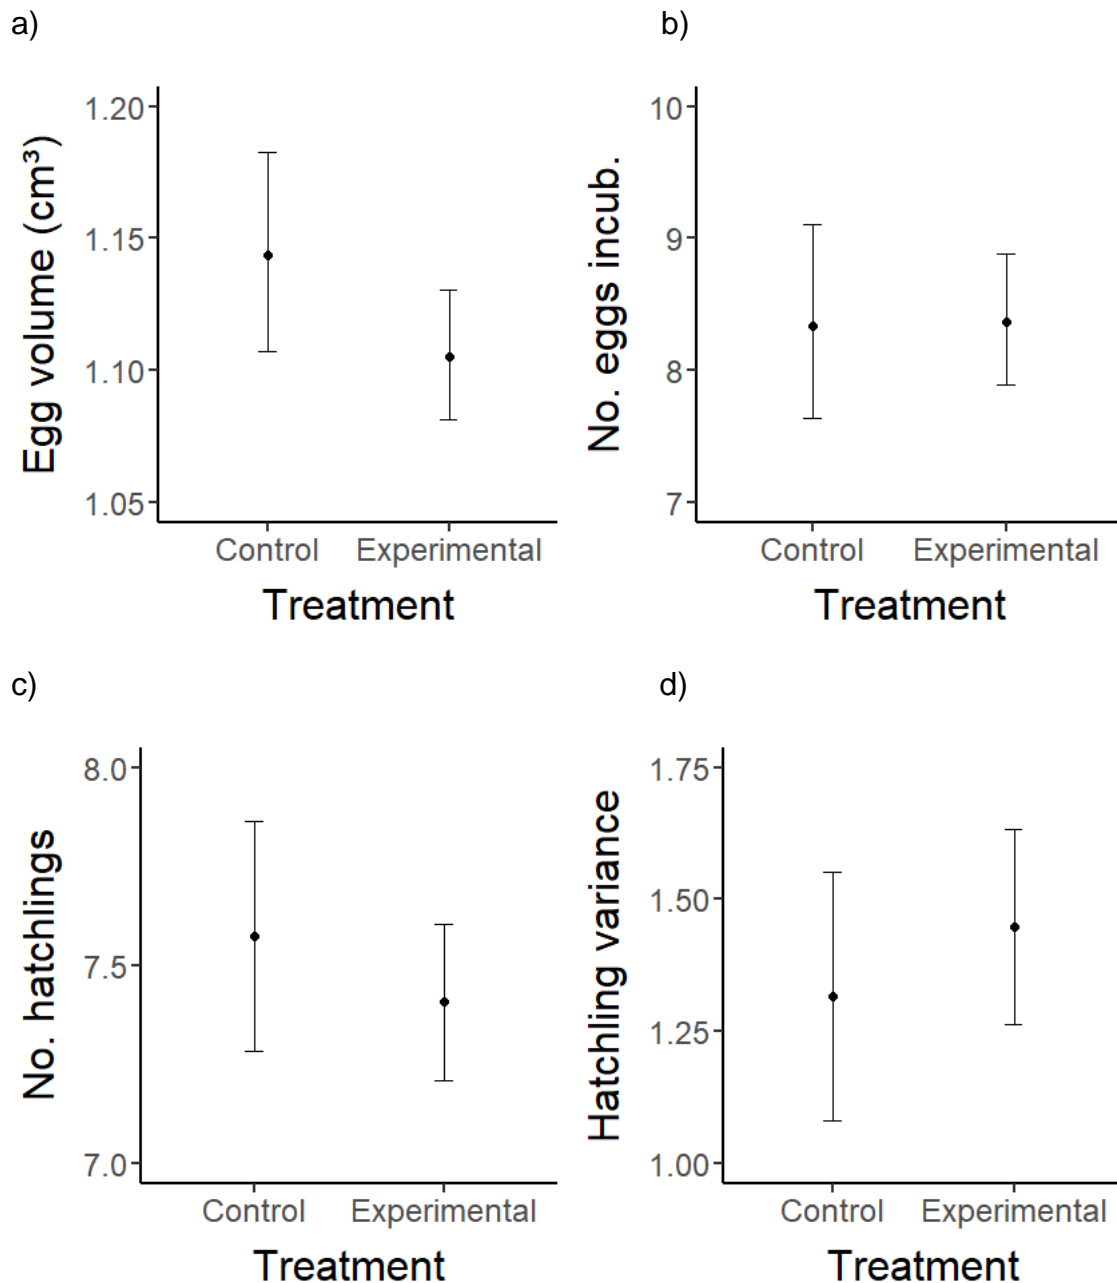 a)
Egg volume (cm³)
1.20
1.15
1.10
1.05
Control Experimental
Treatment
b)
No. eggs incub.
10
9
8
7
Control Experimental
Treatment
c)
No. hatchlings
8.0
7.5
7.0
Control Experimental
Treatment
d)
Hatchling variance
1.75
1.50
1.25
1.00
Control Experimental
Treatment